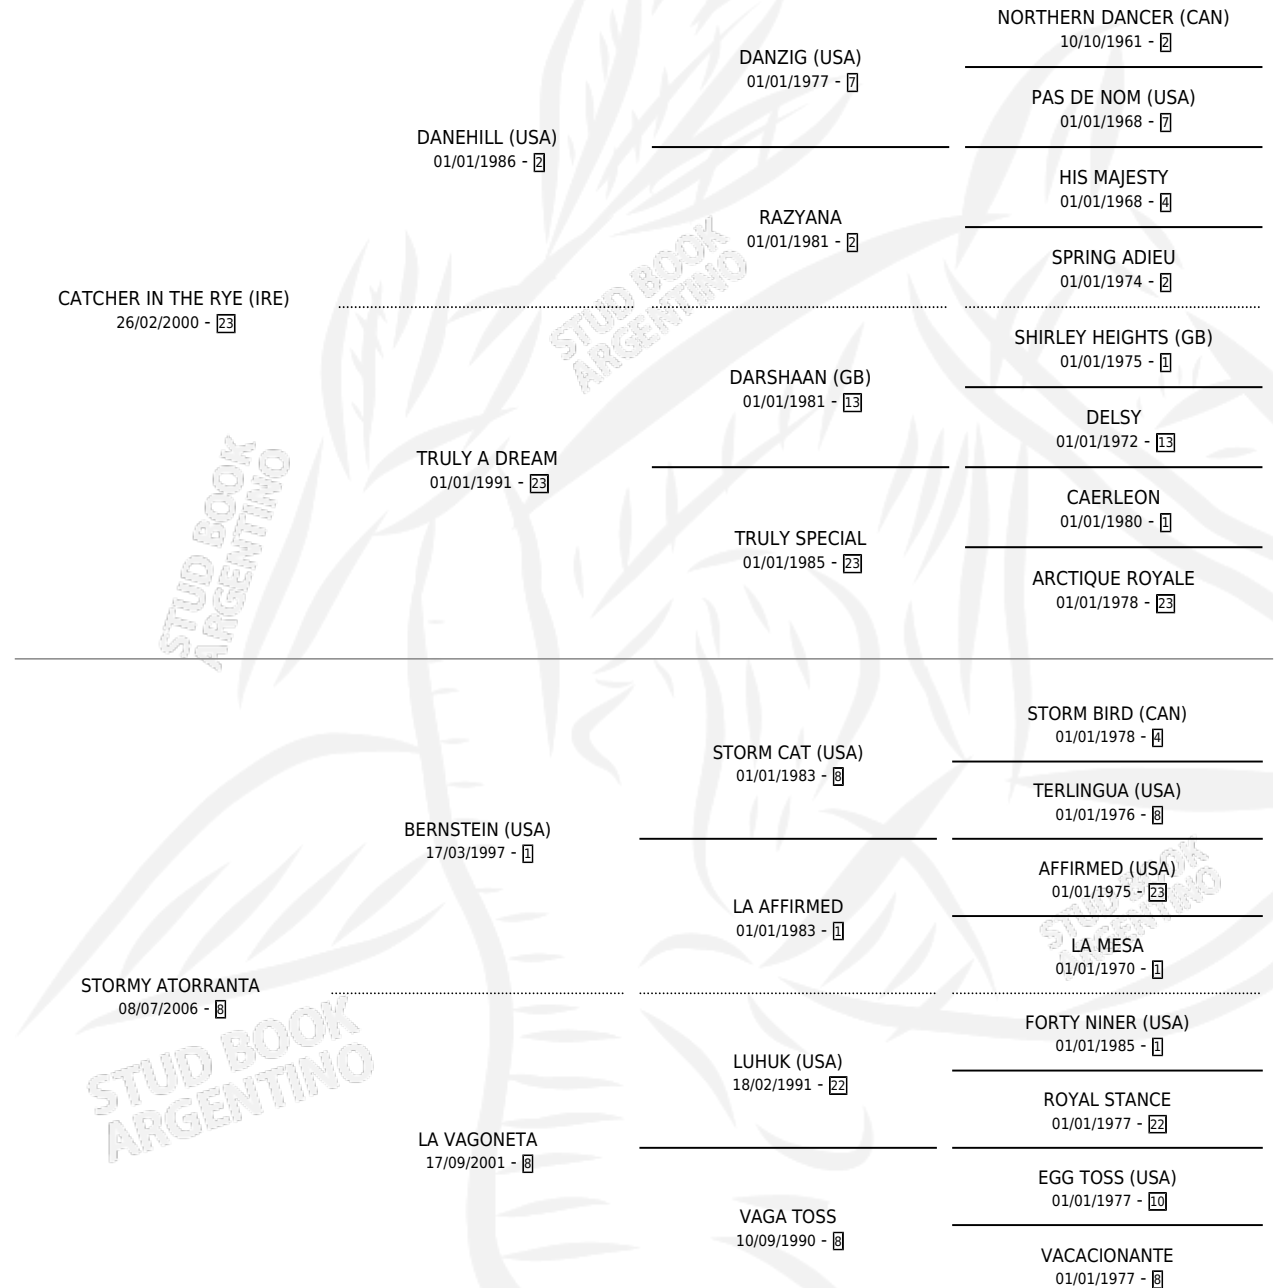 NORTHERN DANCER (CAN)
10/10/1961 - 2
DANZIG (USA)
01/01/1977 - 7
PAS DE NOM (USA)
01/01/1968 - 7
DANEHILL (USA)
01/01/1986 - 2
HIS MAJESTY
01/01/1968 - 4
RAZYANA
01/01/1981 - 2
SPRING ADIEU
01/01/1974 - 2
CATCHER IN THE RYE (IRE)
26/02/2000 - 23
SHIRLEY HEIGHTS (GB)
01/01/1975 - 1
DARSHAAN (GB)
01/01/1981 - 13
DELSY
01/01/1972 - 13
TRULY A DREAM
01/01/1991 - 23
CAERLEON
01/01/1980 - 1
TRULY SPECIAL
01/01/1985 - 23
ARCTIQUE ROYALE
01/01/1978 - 23
STORM BIRD (CAN)
01/01/1978 - 4
STORM CAT (USA)
01/01/1983 - 8
TERLINGUA (USA)
01/01/1976 - 8
BERNSTEIN (USA)
17/03/1997 - 1
AFFIRMED (USA)
01/01/1975 - 23
LA AFFIRMED
01/01/1983 - 1
LA MESA
01/01/1970 - 1
STORMY ATORRANTA
08/07/2006 - 8
FORTY NINER (USA)
01/01/1985 - 1
LUHUK (USA)
18/02/1991 - 22
ROYAL STANCE
01/01/1977 - 22
LA VAGONETA
17/09/2001 - 8
EGG TOSS (USA)
01/01/1977 - 10
VAGA TOSS
10/09/1990 - 8
VACACIONANTE
01/01/1977 - 8
STUD BOOK
ARGENTINO
STUD BOOK
ARGENTINO
STUD BOOK
ARGENTINO
STUD BOOK
ARGENTINO